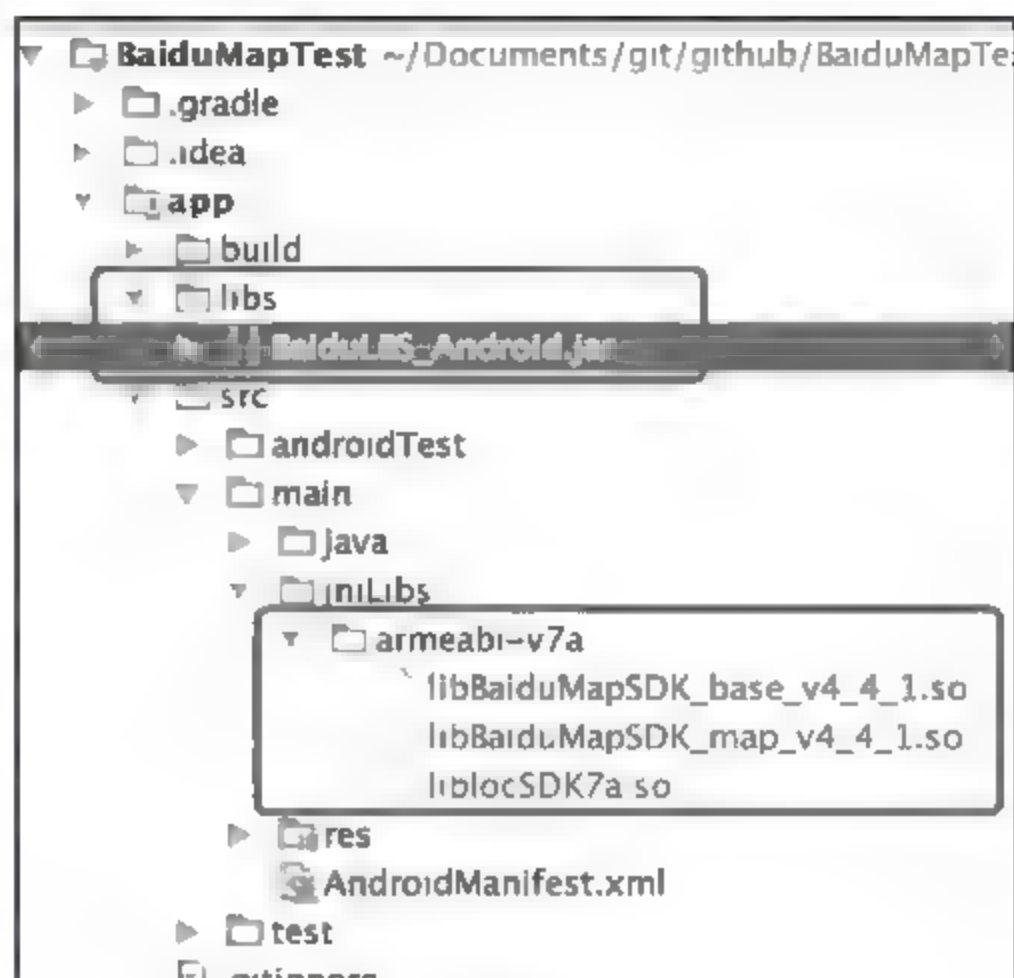 BaiduMapTest ~/Documents/git/github/BaiduMapTe
.gradle
.idea
app
build
libs
BaiduLBS_Android.jar
src
androidTest
main
java
jniLibs
armeabi-v7a
libBaiduMapSDK_base_v4_4_1.so
libBaiduMapSDK_map_v4_4_1.so
liblocSDK7a.so
res
AndroidManifest.xml
test
.gitignore